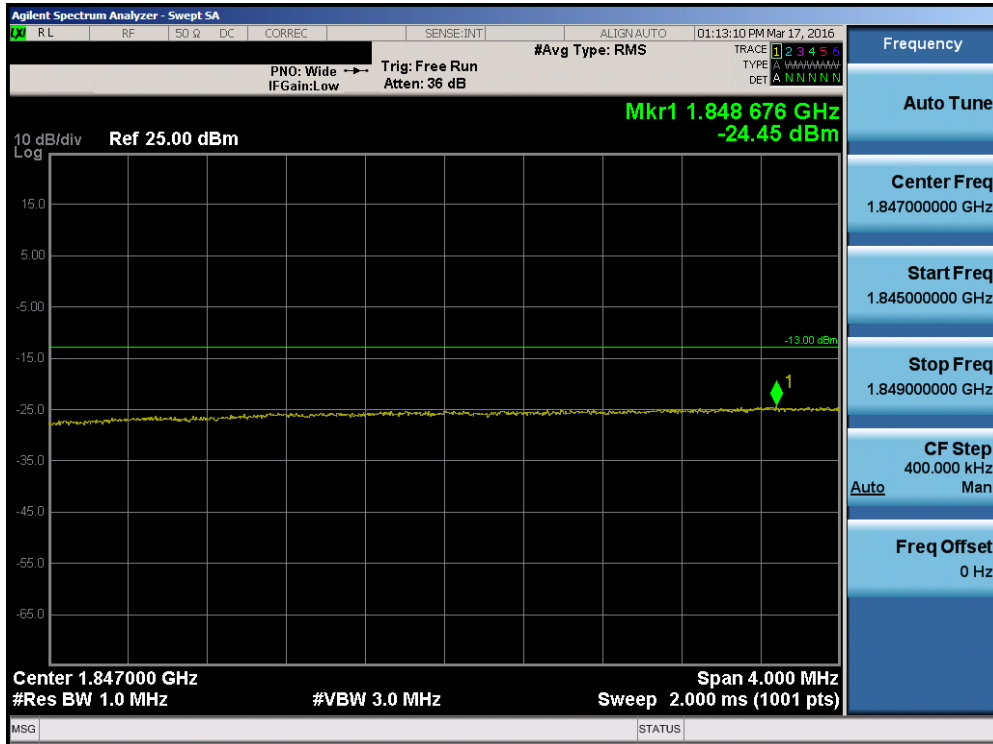 Agilent Spectrum Analyzer - Swept SA
LXI RL RF 50 Ω DC CORREC SENSE:INT ALIGN AUTO 01:13:10 PM Mar 17, 2016
#Avg Type: RMS
TRACE 1 2 3 4 5 6
PNO: Wide Trig: Free Run
TYPE A WWWWW
IFGain:Low Atten: 36 dB
DET A N N N N N
Mkr1 1.848 676 GHz
-24.45 dBm
10 dB/div Ref 25.00 dBm
Log
15.0
5.00
-5.00
-13.00 dBm
-15.0
1
-25.0
-35.0
-45.0
-55.0
-65.0
Center 1.847000 GHz Span 4.000 MHz
#Res BW 1.0 MHz #VBW 3.0 MHz Sweep 2.000 ms (1001 pts)
MSG STATUS
Frequency
Auto Tune
Center Freq
1.847000000 GHz
Start Freq
1.845000000 GHz
Stop Freq
1.849000000 GHz
CF Step
400.000 kHz
Auto Man
Freq Offset
0 Hz